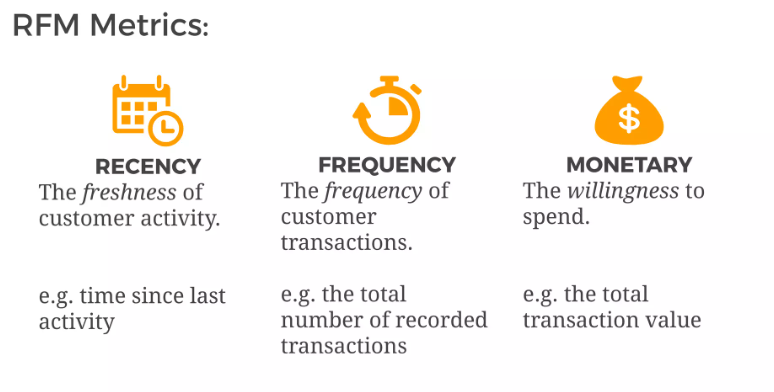 RFM Metrics:
$
RECENCY
The freshness of
customer activity.
e.g. time since last
activity
FREQUENCY
The frequency of
customer
transactions.
e.g. the total
number of recorded
transactions
MONETARY
The willingness to
spend.
e.g. the total
transaction value